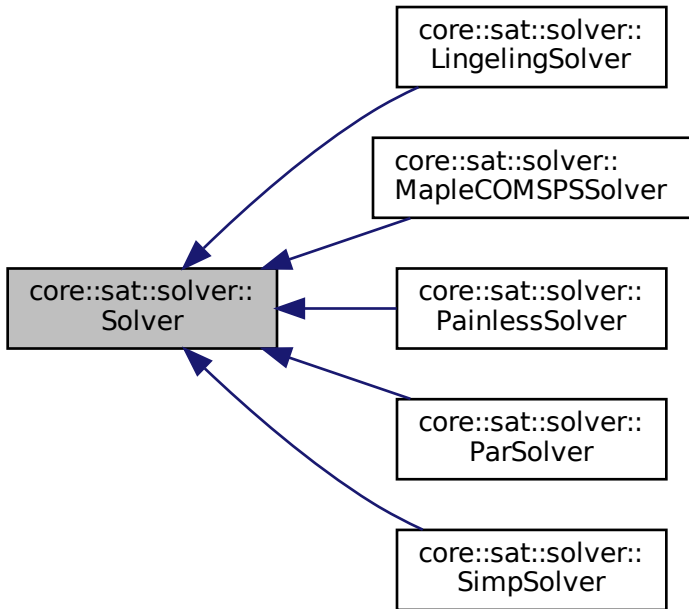 core::sat::solver::
LingelingSolver
core::sat::solver::
MapleCOMSPSSolver
core::sat::solver::
Solver
core::sat::solver::
PainlessSolver
core::sat::solver::
ParSolver
core::sat::solver::
SimpSolver